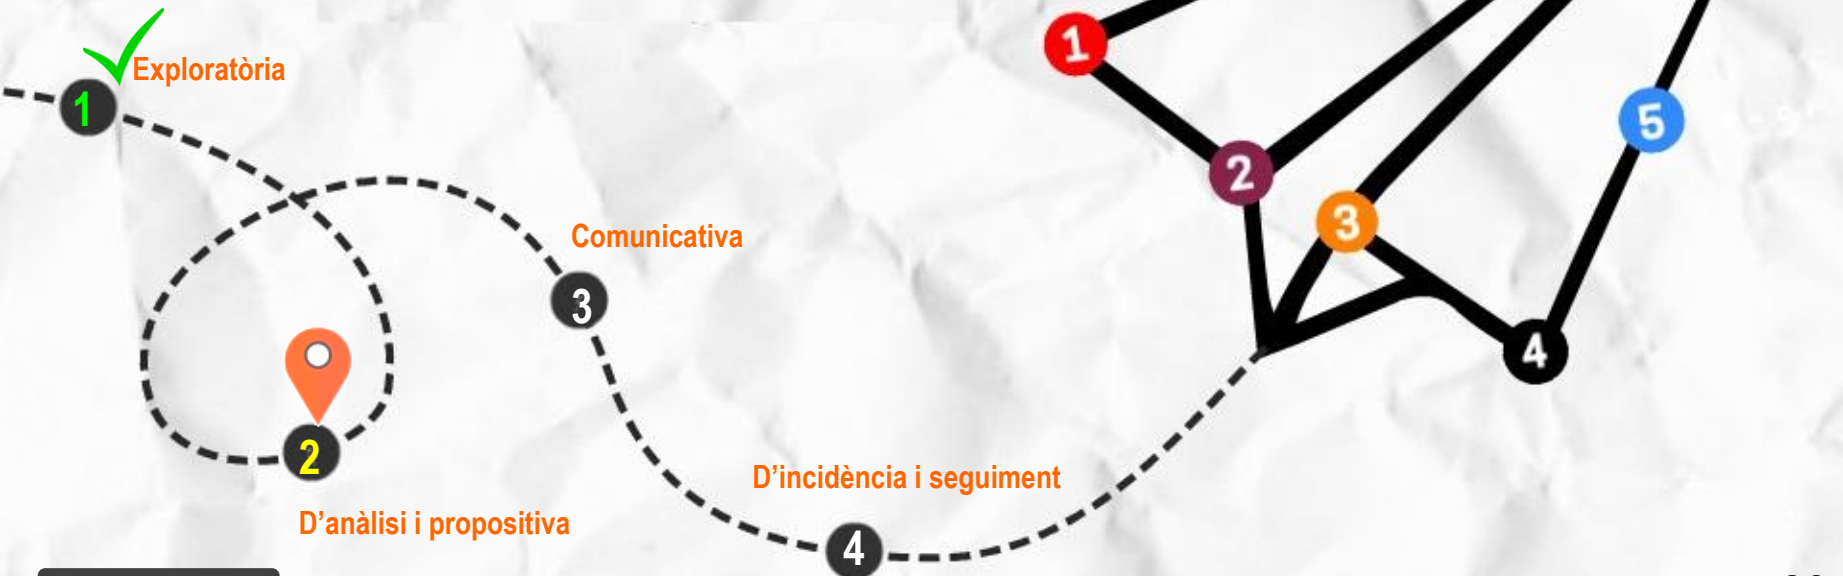 1
Exploratòria
2
D'anàlisi i propositiva
3
Comunicativa
4
D'incidència i seguiment
1
2
3
4
5